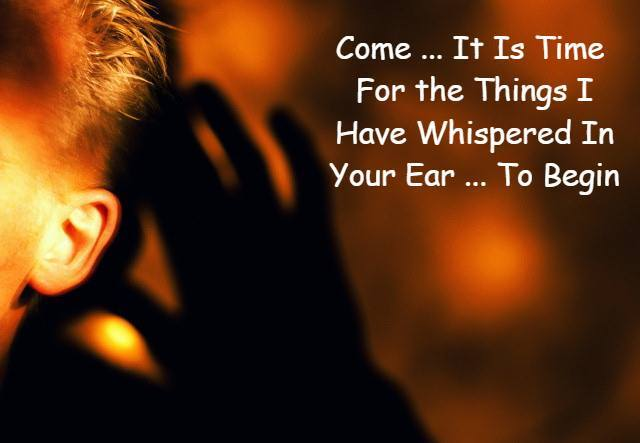 Come ... It Is Time
For the Things I
Have Whispered In
Your Ear ... To Begin